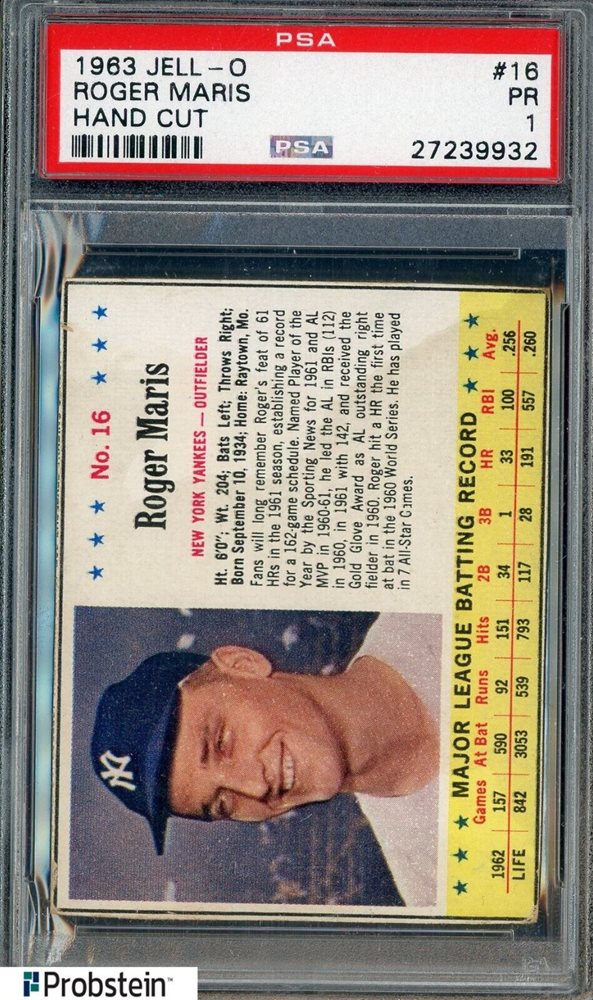 PSA
1963 JELL-O #16
ROGER MARIS PR
HAND CUT 1
PSA 27239932
★ ★ ★ No. 16 ★ ★ ★
Roger Maris
NEW YORK YANKEES — OUTFIELDER
Ht. 6'0"; Wt. 204; Bats Left; Throws Right;
Born September 10, 1934; Home: Raytown, Mo.
Fans will long remember Roger's feat of 61
HRs in the 1961 season, establishing a record
for a 162-game schedule. Named Player of the
Year by the Sporting News for 1961 and AL
MVP in 1960-61, he led the AL in RBIs (112)
in 1960, in 1961 with 142, and received the
Gold Glove Award as AL outstanding right
fielder in 1960. Roger hit a HR the first time
at bat in the 1960 World Series. He has played
in 7 All-Star Games.
NY
★ ★ ★ MAJOR LEAGUE BATTING RECORD ★ ★ ★
Games At Bat Runs Hits 2B 3B HR RBI Avg.
1962 157 590 92 151 34 1 33 100 .256
LIFE 842 3053 539 793 117 28 191 557 .260
Probstein™